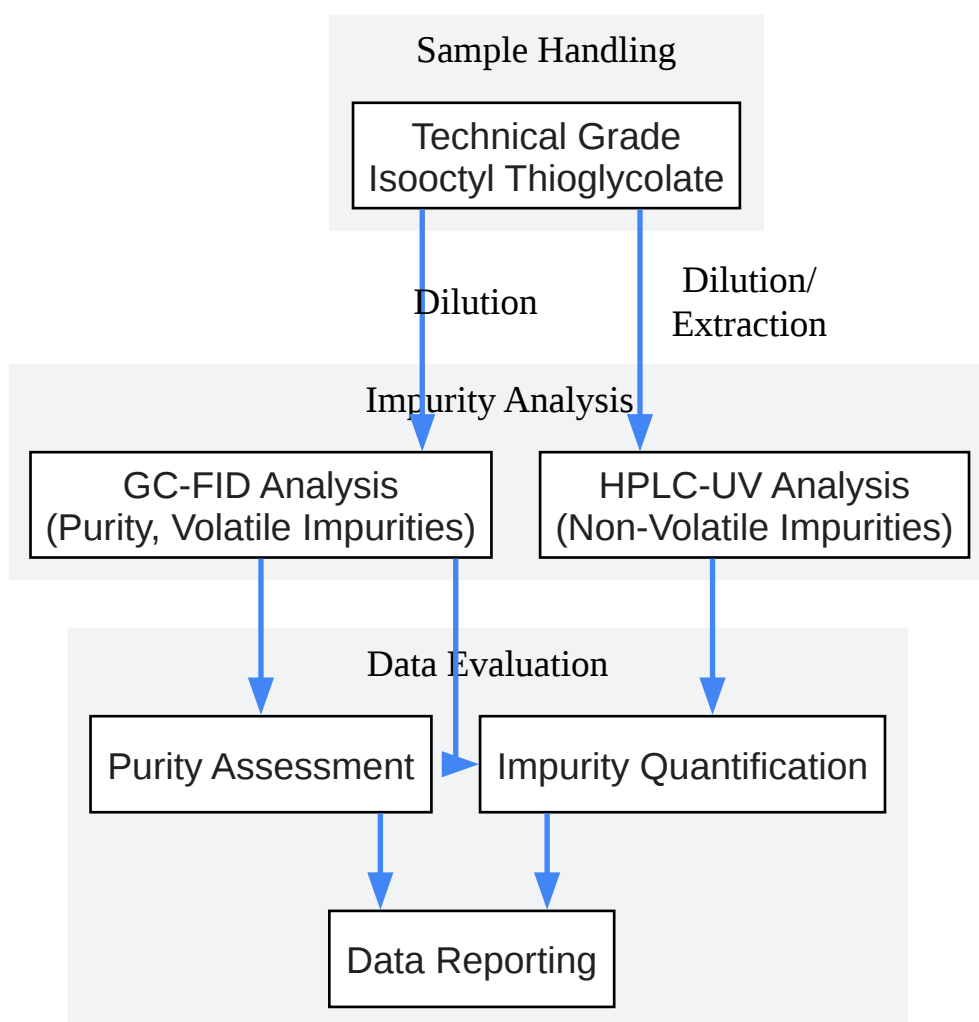 Sample Handling
Technical Grade
Isooctyl Thioglycolate
Dilution
Dilution/
Extraction
Impurity Analysis
GC-FID Analysis
(Purity, Volatile Impurities)
HPLC-UV Analysis
(Non-Volatile Impurities)
Data Evaluation
Purity Assessment
Impurity Quantification
Data Reporting